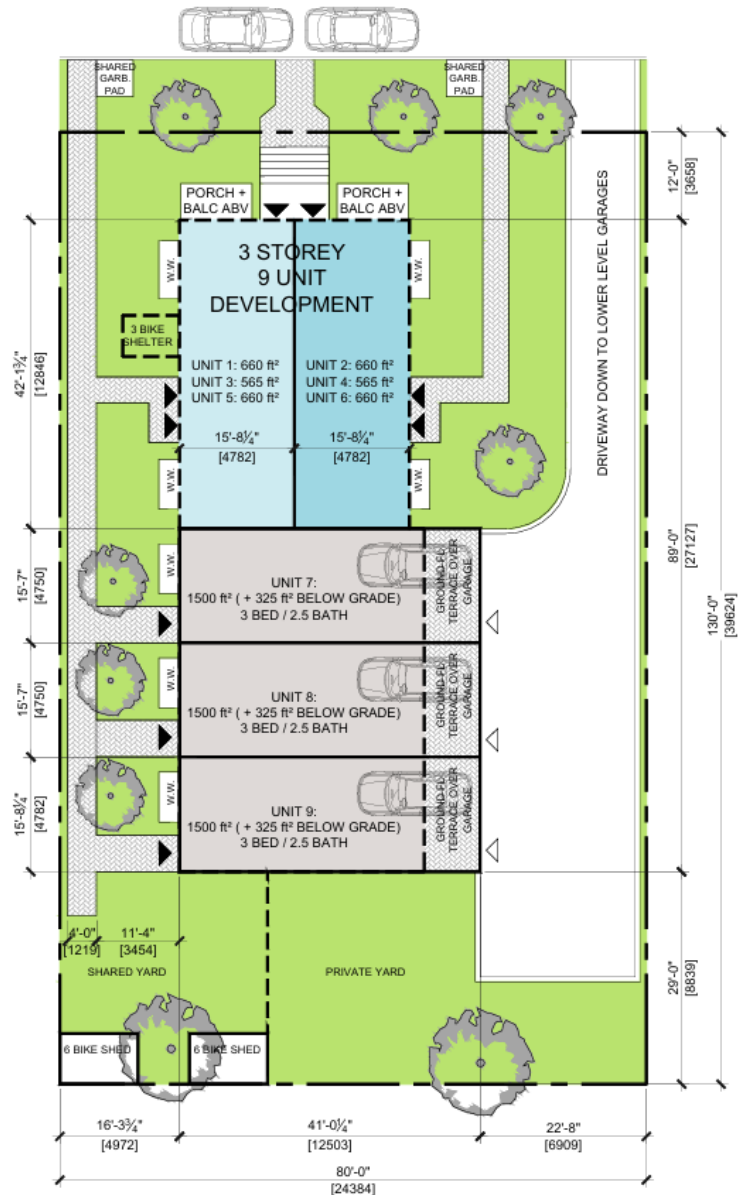 SHARED
GARB.
PAD
SHARED
GARB.
PAD
12'-0"
[3658]
PORCH +
BALC ABV
PORCH +
BALC ABV
3 STOREY
9 UNIT
DEVELOPMENT
W.W.
W.W.
3 BIKE
SHELTER
DRIVEWAY DOWN TO LOWER LEVEL GARAGES
42'-1¾"
[12846]
UNIT 1: 660 ft²
UNIT 3: 565 ft²
UNIT 5: 660 ft²
UNIT 2: 660 ft²
UNIT 4: 565 ft²
UNIT 6: 660 ft²
15'-8¼"
[4782]
15'-8¼"
[4782]
W.W.
W.W.
89'-0"
[27127]
130'-0"
[39624]
15'-7"
[4750]
W.W.
UNIT 7:
1500 ft² ( + 325 ft² BELOW GRADE)
3 BED / 2.5 BATH
GROUND FL.
TERRACE OVER
GARAGE
15'-7"
[4750]
W.W.
UNIT 8:
1500 ft² ( + 325 ft² BELOW GRADE)
3 BED / 2.5 BATH
GROUND FL.
TERRACE OVER
GARAGE
15'-8¼"
[4782]
W.W.
UNIT 9:
1500 ft² ( + 325 ft² BELOW GRADE)
3 BED / 2.5 BATH
GROUND FL.
TERRACE OVER
GARAGE
4'-0"
[1219]
11'-4"
[3454]
SHARED YARD
PRIVATE YARD
29'-0"
[8839]
6 BIKE SHED
6 BIKE SHED
16'-3¾"
[4972]
41'-0¼"
[12503]
22'-8"
[6909]
80'-0"
[24384]